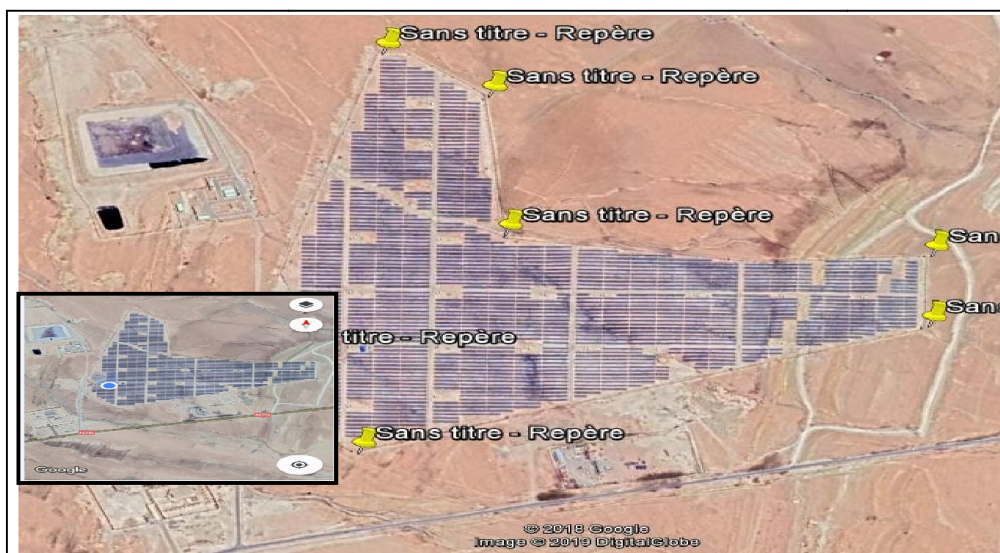 Sans titre - Repère
Sans titre - Repère
Sans titre - Repère
San
Sans
titre - Repère
Sans titre - Repère
Google
© 2018 Google
Image © 2019 DigitalGlobe